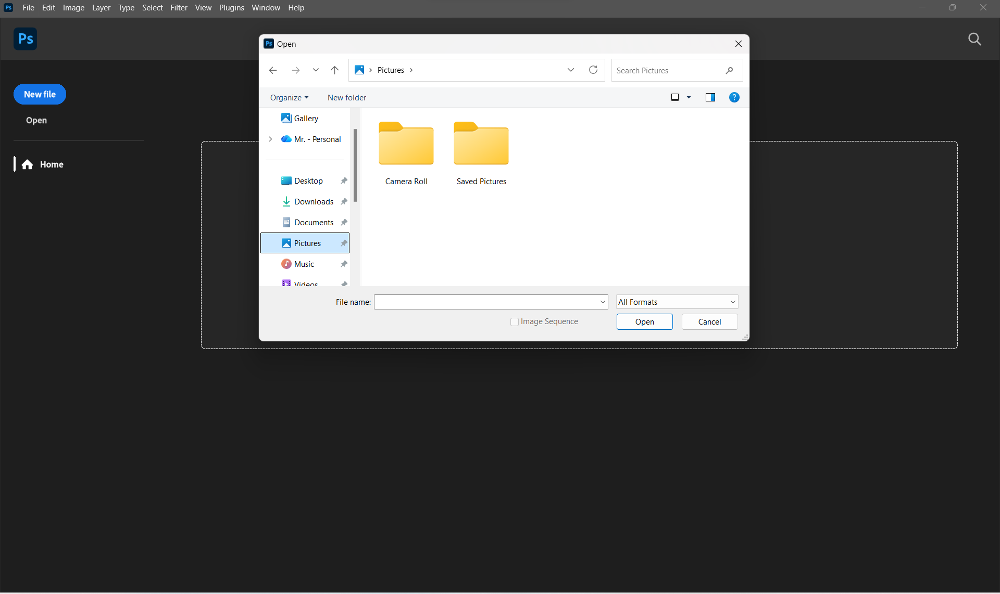 Ps File Edit Image Layer Type Select Filter View Plugins Window Help
Ps
Ps Open
Pictures
Search Pictures
New file
Organize New folder ?
Open
Gallery
Mr. - Personal
Home
Desktop
Downloads
Documents
Pictures
Music
Videos
Camera Roll
Saved Pictures
File name: All Formats
Image Sequence Open Cancel